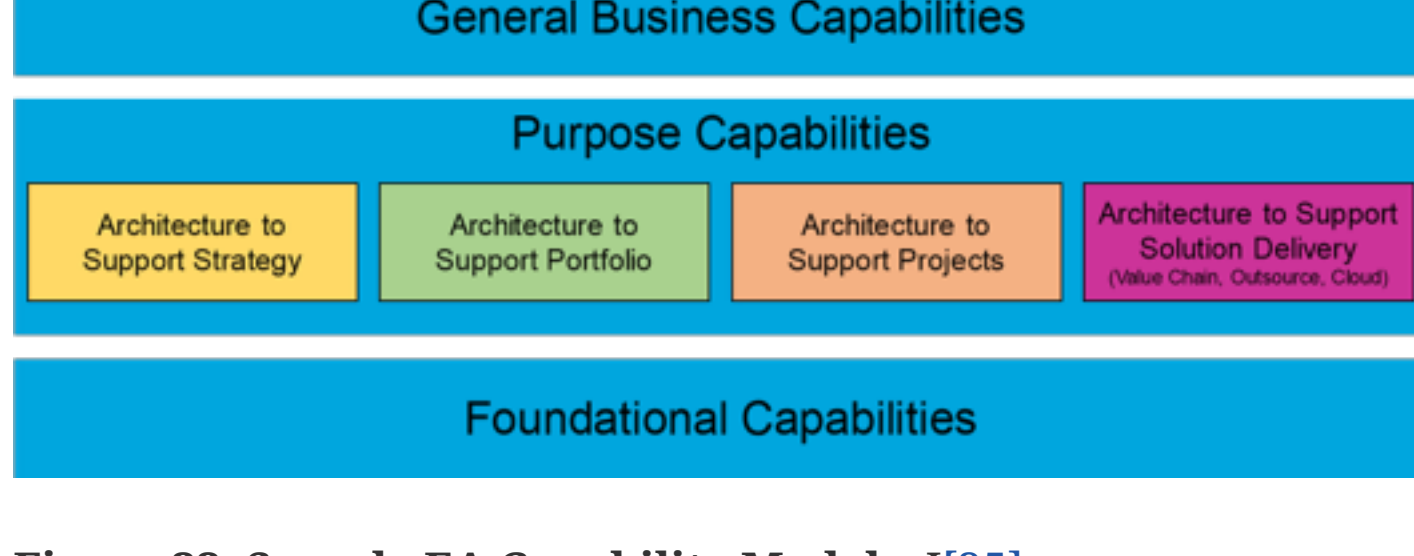 General Business Capabilities
Purpose Capabilities
Architecture to
Support Strategy
Architecture to
Support Portfolio
Architecture to
Support Projects
Architecture to Support
Solution Delivery
(Value Chain, Outsource, Cloud)
Foundational Capabilities